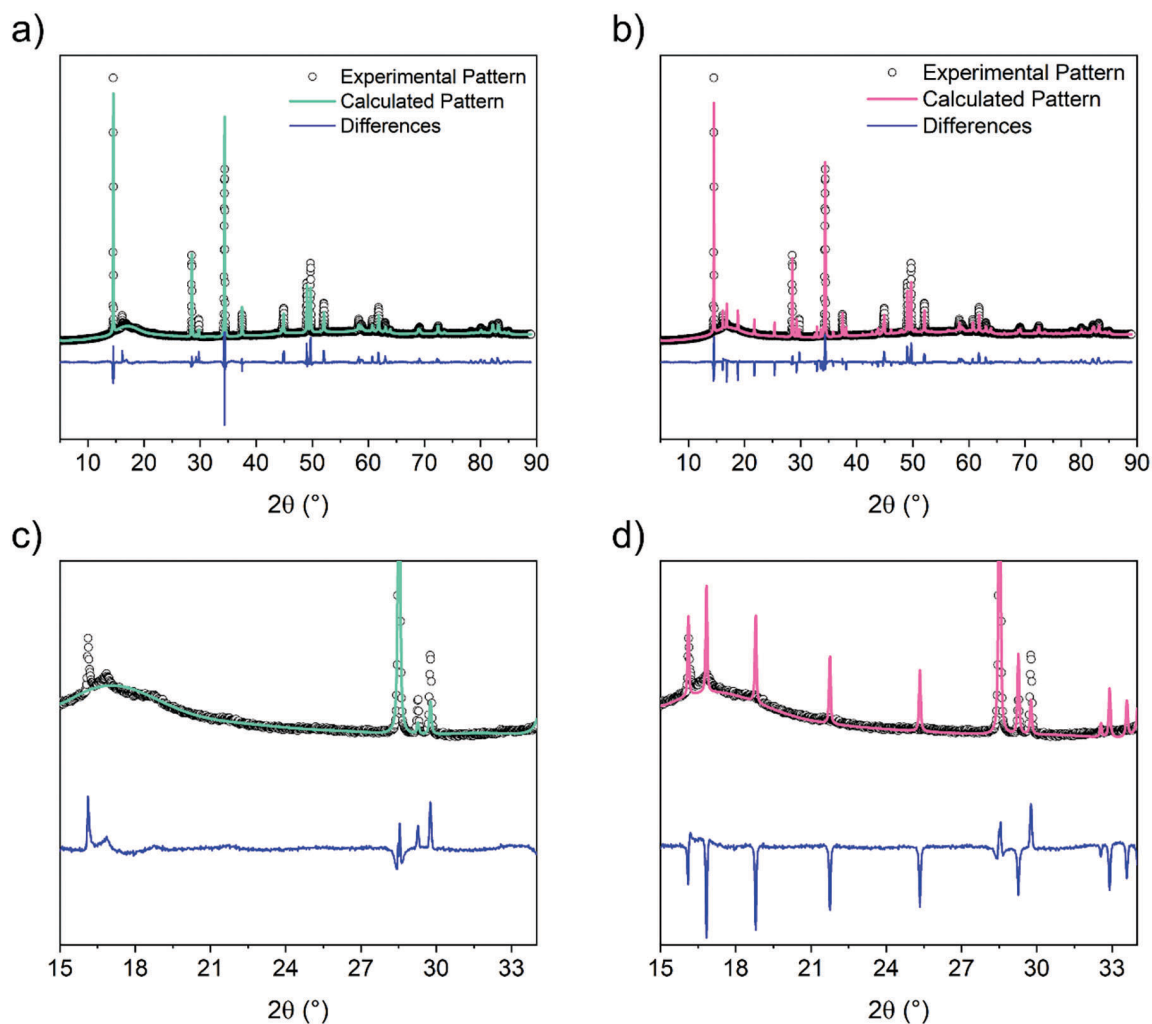 a)
Experimental Pattern
Calculated Pattern
Differences
10 20 30 40 50 60 70 80 90
2θ (°)
b)
Experimental Pattern
Calculated Pattern
Differences
10 20 30 40 50 60 70 80 90
2θ (°)
c)
15 18 21 24 27 30 33
2θ (°)
d)
15 18 21 24 27 30 33
2θ (°)